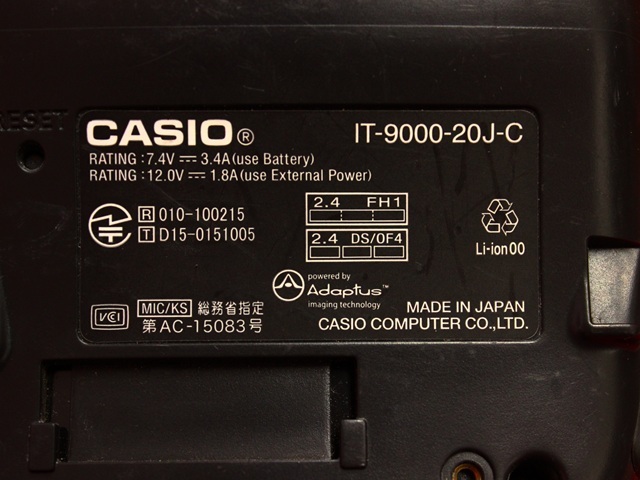 RESET
CASIO®
IT-9000-20J-C
RATING : 7.4V ⎓ 3.4A (use Battery)
RATING : 12.0V ⎓ 1.8A (use External Power)
R 010-100215
T D15-0151005
2.4 FH1
2.4 DS/OF4
Li-ion00
powered by
Adaptus™
imaging technology
VCI
MIC/KS 総務省指定
第AC-15083号
MADE IN JAPAN
CASIO COMPUTER CO.,LTD.